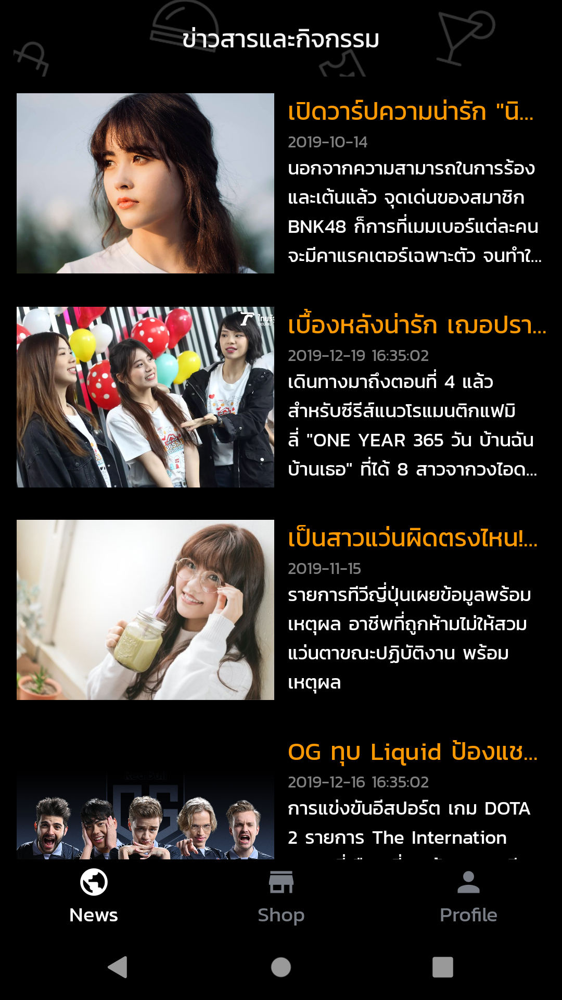 ข่าวสารและกิจกรรม
เปิดวาร์ปความน่ารัก "นิ...
2019-10-14
นอกจากความสามารถในการร้อง
และเต้นแล้ว จุดเด่นของสมาชิก
BNK48 ก็การที่เมมเบอร์แต่ละคน
จะมีคาแรคเตอร์เฉพาะตัว จนทำใ...
เบื้องหลังน่ารัก เฌอปรา...
2019-12-19 16:35:02
เดินทางมาถึงตอนที่ 4 แล้ว
สำหรับซีรีส์แนวโรแมนติกแฟมิ
ลี่ "ONE YEAR 365 วัน บ้านฉัน
บ้านเธอ" ที่ได้ 8 สาวจากวงไอด...
เป็นสาวแว่นผิดตรงไหน!...
2019-11-15
รายการทีวีญี่ปุ่นเผยข้อมูลพร้อม
เหตุผล อาชีพที่ถูกห้ามไม่ให้สวม
แว่นตาขณะปฏิบัติงาน พร้อม
เหตุผล
OG ทุบ Liquid ป้องแช...
2019-12-16 16:35:02
การแข่งขันอีสปอร์ต เกม DOTA
2 รายการ The Internation
News
Shop
Profile